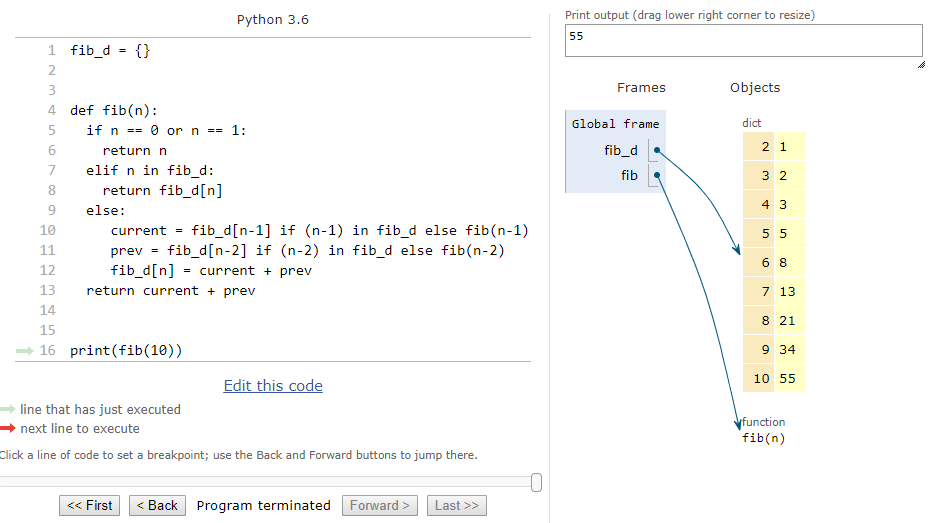 Python 3.6
1 fib_d = {}
2
3
4 def fib(n):
5   if n == 0 or n == 1:
6     return n
7   elif n in fib_d:
8     return fib_d[n]
9   else:
10      current = fib_d[n-1] if (n-1) in fib_d else fib(n-1)
11      prev = fib_d[n-2] if (n-2) in fib_d else fib(n-2)
12      fib_d[n] = current + prev
13   return current + prev
14
15
16 print(fib(10))
Edit this code
line that has just executed
next line to execute
Click a line of code to set a breakpoint; use the Back and Forward buttons to jump there.
<< First < Back Program terminated Forward > Last >>
Print output (drag lower right corner to resize)
55
Frames Objects
Global frame
fib_d
fib
dict
2 1
3 2
4 3
5 5
6 8
7 13
8 21
9 34
10 55
function
fib(n)